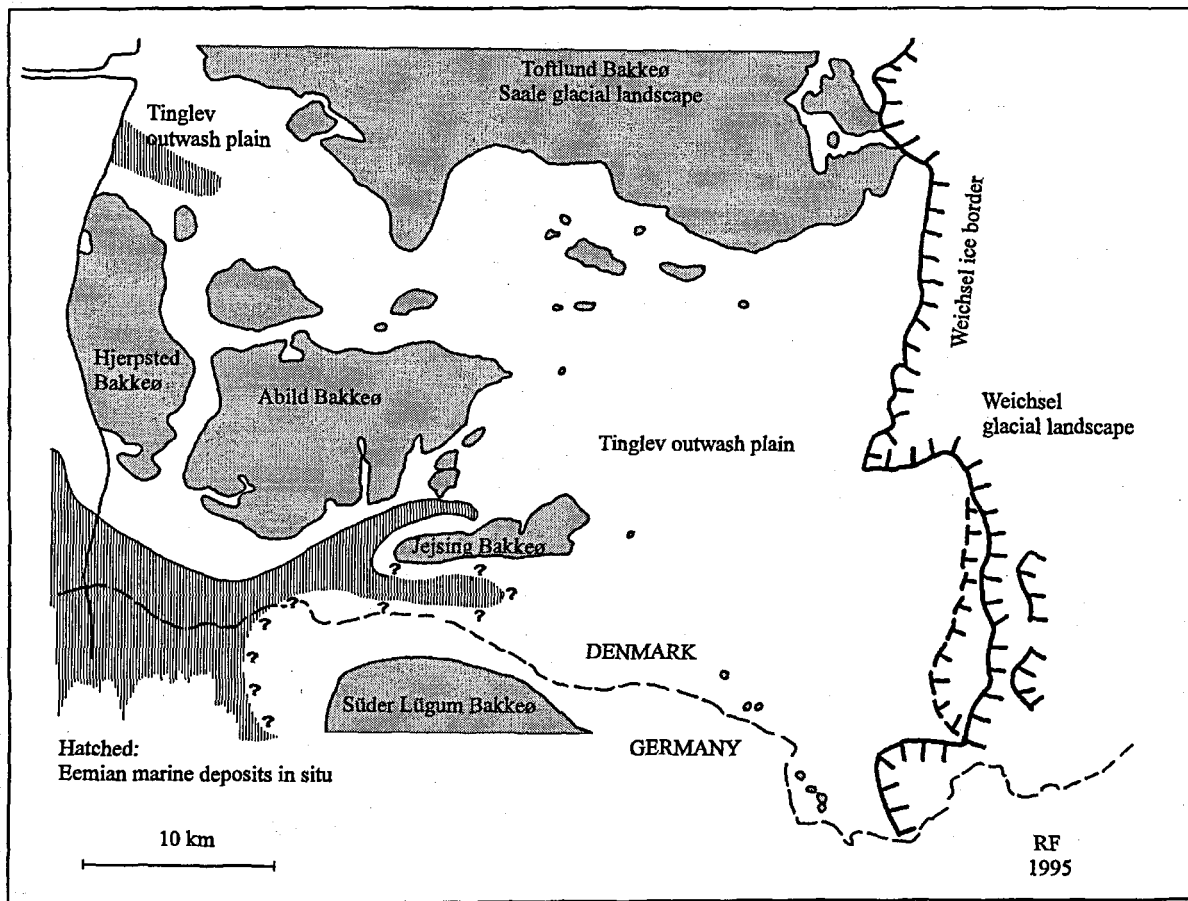 Toftlund Bakkeø
Saale glacial landscape
Tinglev
outwash plain
Weichsel ice border
Hjerpsted
Bakkeø
Abild Bakkeø
Weichsel
glacial landscape
Tinglev outwash plain
Jejsing Bakkeø
? ? ?
? ? ?
? ? ? ?
DENMARK
Süder Lügum Bakkeø
GERMANY
Hatched:
Eemian marine deposits in situ
10 km
RF
1995